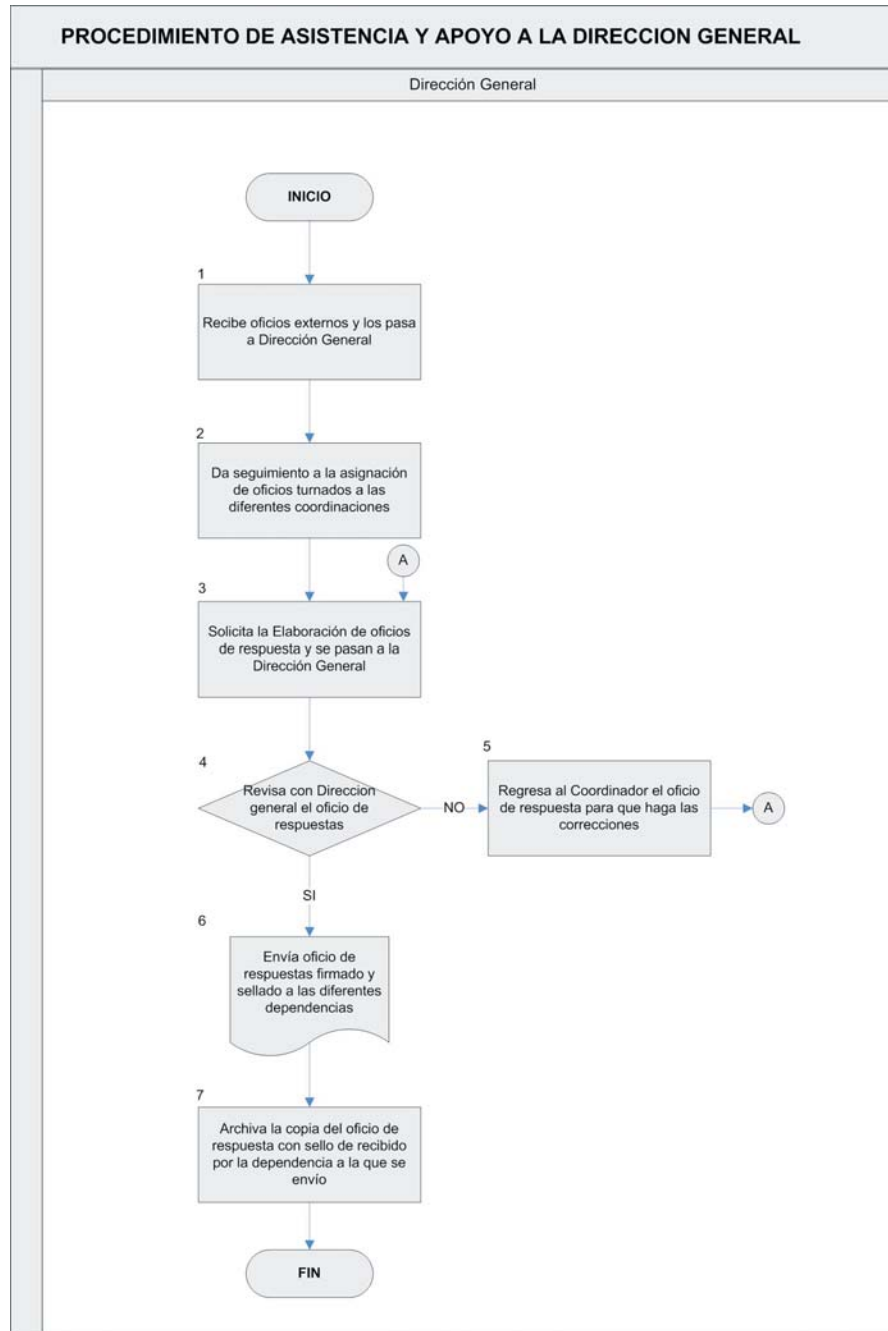 PROCEDIMIENTO DE ASISTENCIA Y APOYO A LA DIRECCION GENERAL
Dirección General
INICIO
1
Recibe oficios externos y los pasa
a Dirección General
2
Da seguimiento a la asignación
de oficios turnados a las
diferentes coordinaciones
A
3
Solicita la Elaboración de oficios
de respuesta y se pasan a la
Dirección General
4
Revisa con Direccion
general el oficio de
respuestas
NO
5
Regresa al Coordinador el oficio
de respuesta para que haga las
correcciones
A
SI
6
Envía oficio de
respuestas firmado y
sellado a las diferentes
dependencias
7
Archiva la copia del oficio de
respuesta con sello de recibido
por la dependencia a la que se
envío
FIN